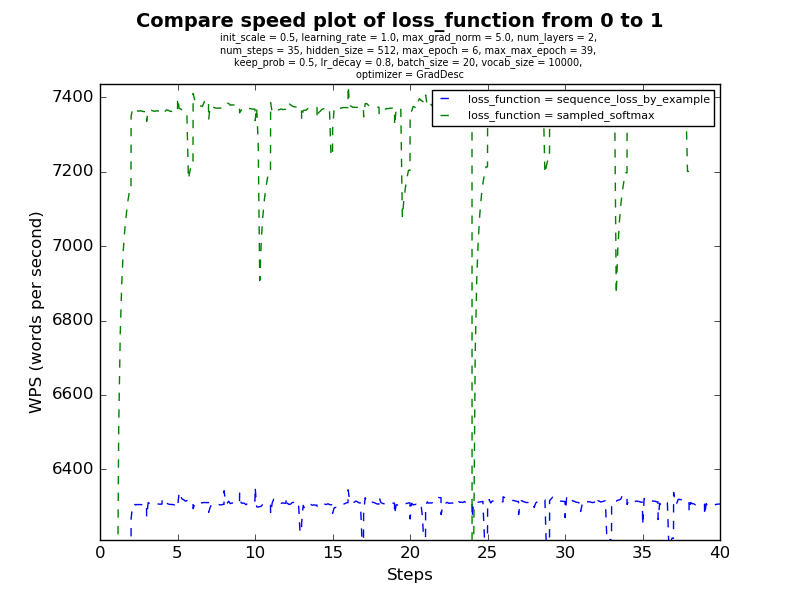 Compare speed plot of loss_function from 0 to 1
init_scale = 0.5, learning_rate = 1.0, max_grad_norm = 5.0, num_layers = 2,
num_steps = 35, hidden_size = 512, max_epoch = 6, max_max_epoch = 39,
keep_prob = 0.5, lr_decay = 0.8, batch_size = 20, vocab_size = 10000,
optimizer = GradDesc
loss_function = sequence_loss_by_example
loss_function = sampled_softmax
WPS (words per second)
7400
7200
7000
6800
6600
6400
0 5 10 15 20 25 30 35 40
Steps